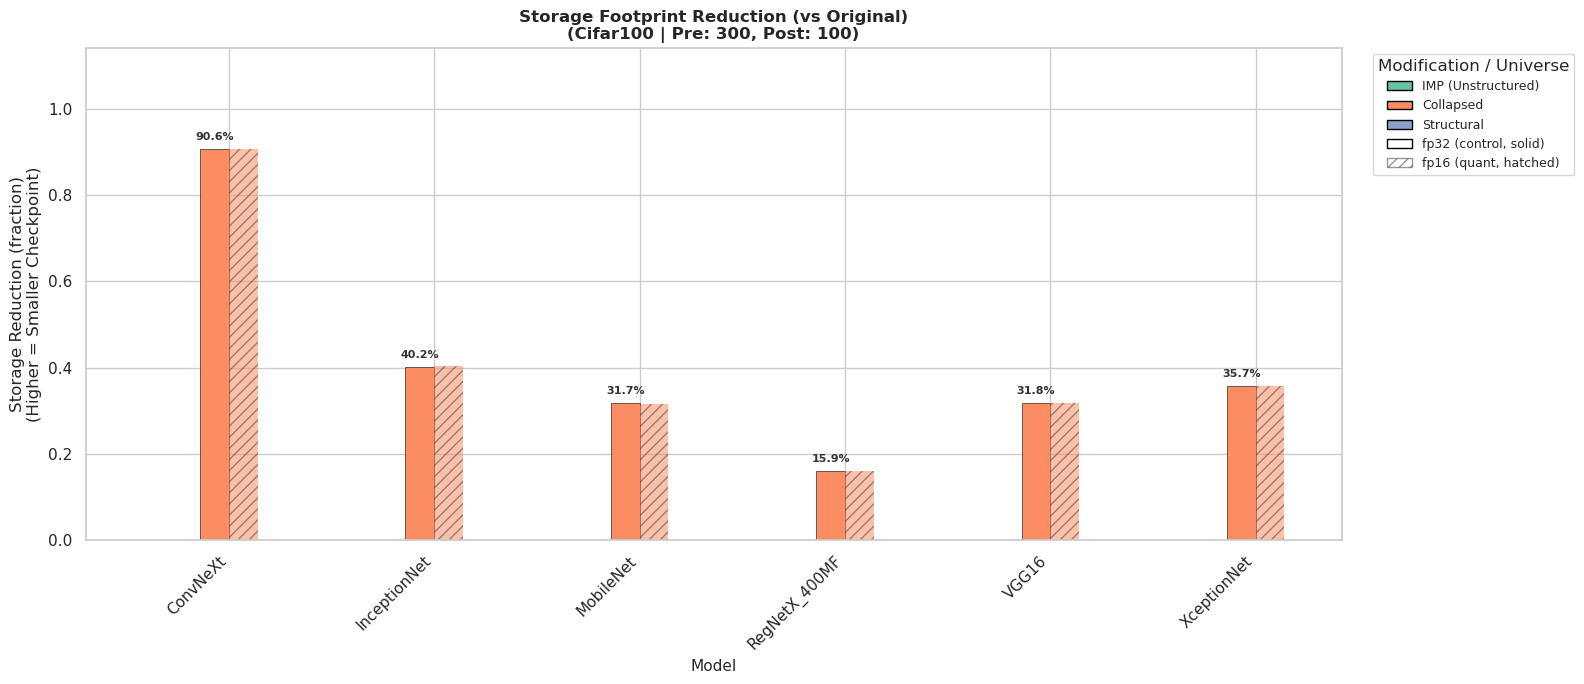 Storage Footprint Reduction (vs Original)
(Cifar100 | Pre: 300, Post: 100)
Storage Reduction (fraction)
(Higher = Smaller Checkpoint)
1.0
0.8
0.6
0.4
0.2
0.0
90.6%
40.2%
31.7%
15.9%
31.8%
35.7%
ConvNeXt
InceptionNet
MobileNet
RegNetX_400MF
VGG16
XceptionNet
Model
Modification / Universe
IMP (Unstructured)
Collapsed
Structural
fp32 (control, solid)
fp16 (quant, hatched)